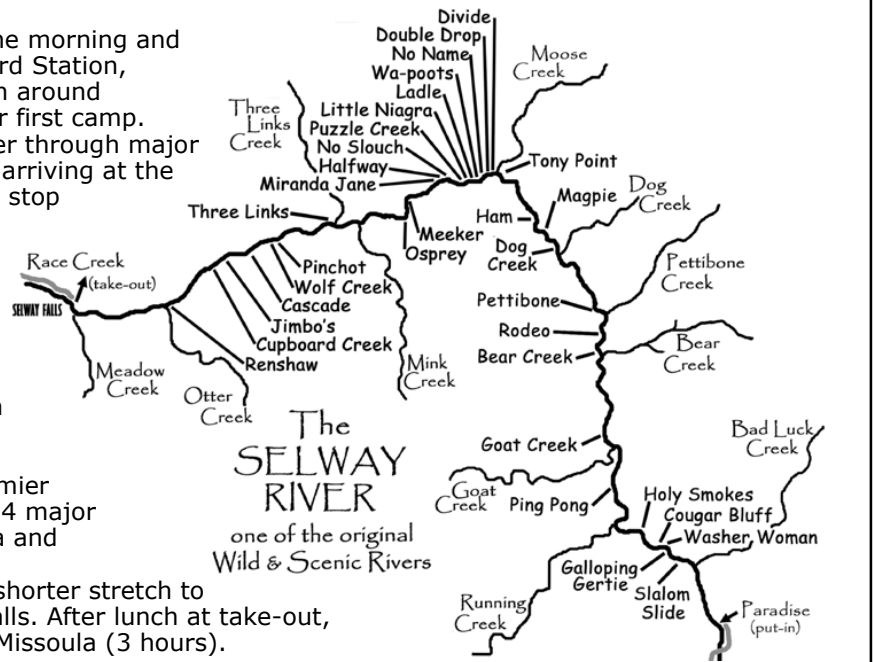 ne morning and
rd Station,
n around
r first camp.
er through major
arriving at the
stop
mier
4 major
a and
shorter stretch to
alls. After lunch at take-out,
Missoula (3 hours).
Divide
Double Drop
No Name
Wa-poots
Ladle
Little Niagra
Puzzle Creek
No Slouch
Halfway
Miranda Jane
Three Links
Three
Links
Creek
Moose
Creek
Tony Point
Magpie
Dog
Creek
Ham
Dog
Creek
Meeker
Osprey
Pettibone
Creek
Pettibone
Rodeo
Bear Creek
Bear
Creek
Race Creek
(take-out)
SELWAY FALLS
Pinchot
Wolf Creek
Cascade
Jimbo's
Cupboard Creek
Renshaw
Meadow
Creek
Otter
Creek
Mink
Creek
The
SELWAY
RIVER
one of the original
Wild & Scenic Rivers
Goat Creek
Goat
Creek
Ping Pong
Bad Luck
Creek
Holy Smokes
Cougar Bluff
Washer Woman
Galloping
Gertie
Slalom
Slide
Running
Creek
Paradise
(put-in)